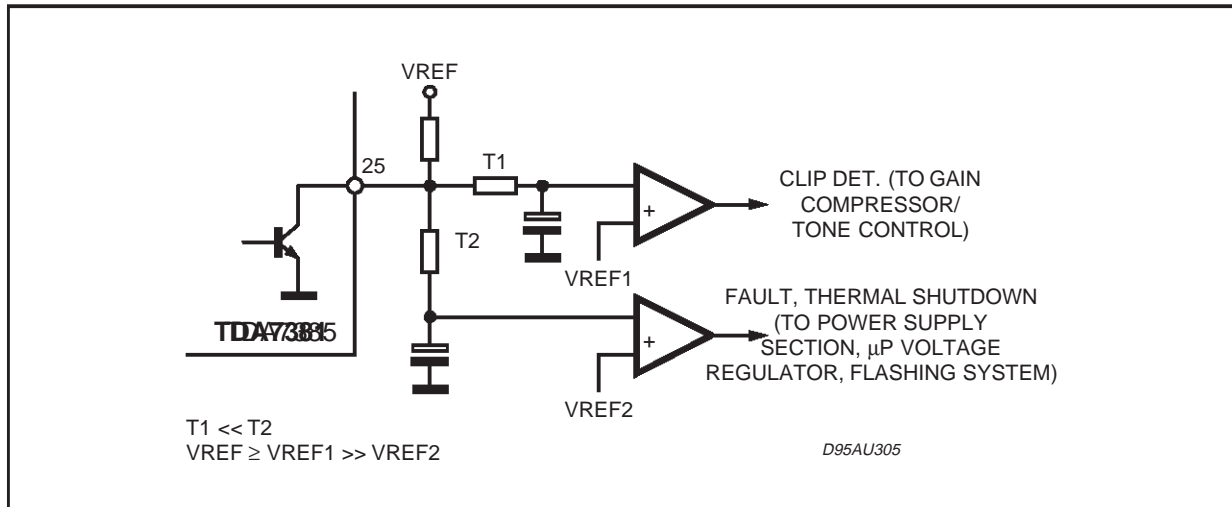 VREF
25
T1
+
CLIP DET. (TO GAIN
COMPRESSOR/
TONE CONTROL)
T2
VREF1
FAULT, THERMAL SHUTDOWN
(TO POWER SUPPLY
SECTION, µP VOLTAGE
REGULATOR, FLASHING SYSTEM)
+
VREF2
T1 << T2
VREF ≥ VREF1 >> VREF2
D95AU305